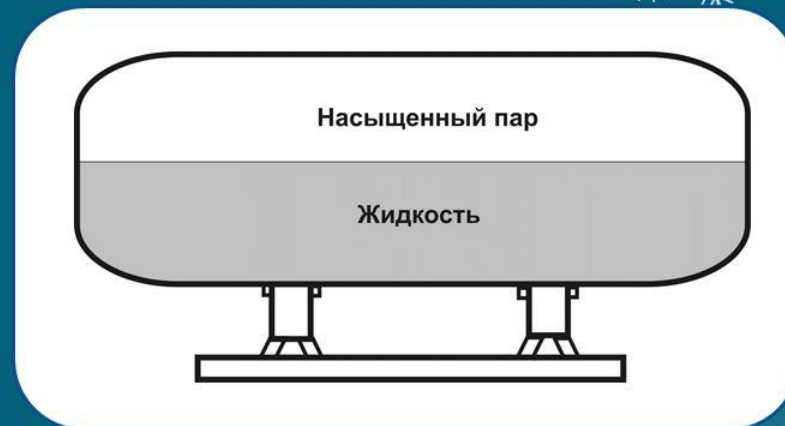 Насыщенный пар
Жидкость